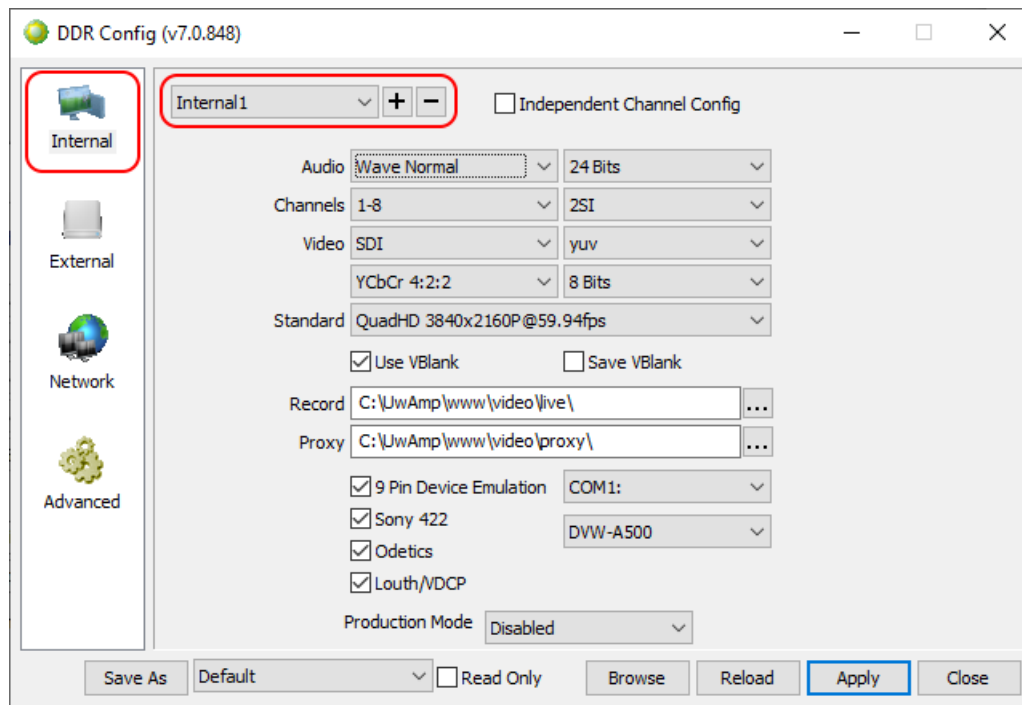 DDR Config (v7.0.848)
Internal
External
Network
Advanced
Internal1 + − Independent Channel Config
Audio Wave Normal 24 Bits
Channels 1-8 2SI
Video SDI yuv
YCbCr 4:2:2 8 Bits
Standard QuadHD 3840x2160P@59.94fps
Use VBlank Save VBlank
Record C:\UwAmp\www\video\live\ ...
Proxy C:\UwAmp\www\video\proxy\ ...
9 Pin Device Emulation COM1:
Sony 422
DVW-A500
Odetics
Louth/VDCP
Production Mode Disabled
Save As Default Read Only Browse Reload Apply Close